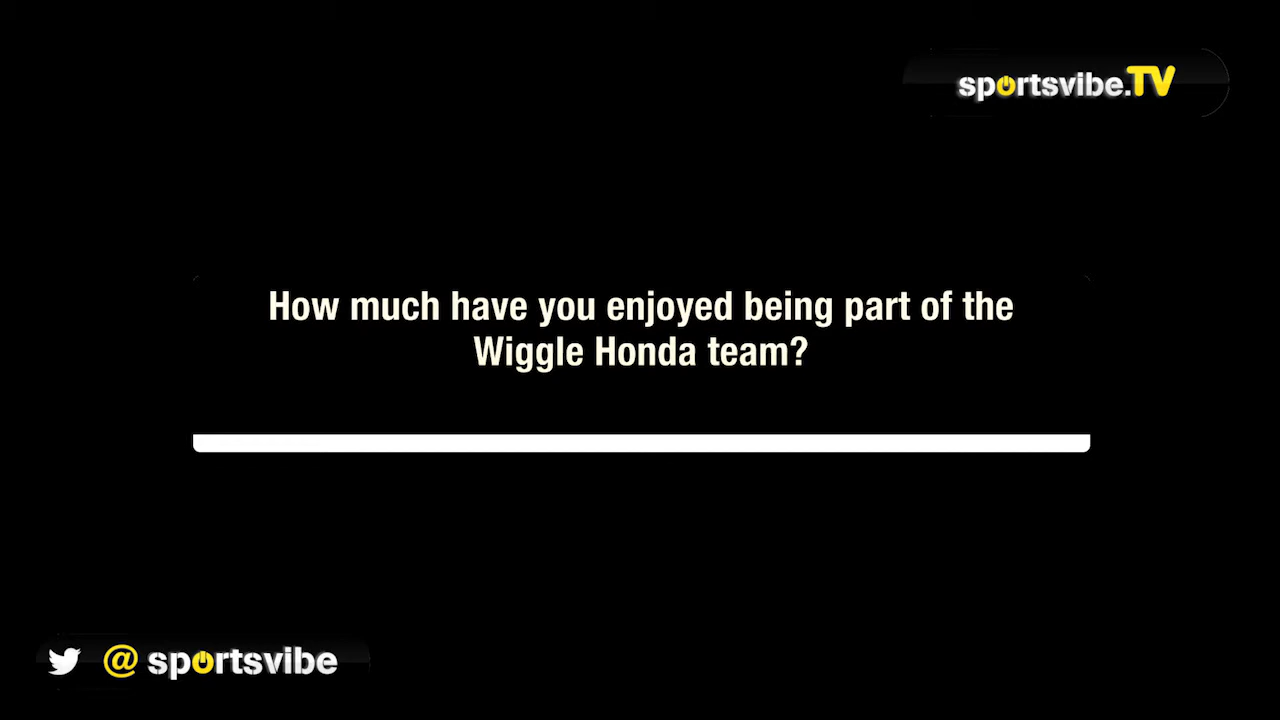 sportsvibe.TV
How much have you enjoyed being part of the
Wiggle Honda team?
@sportsvibe